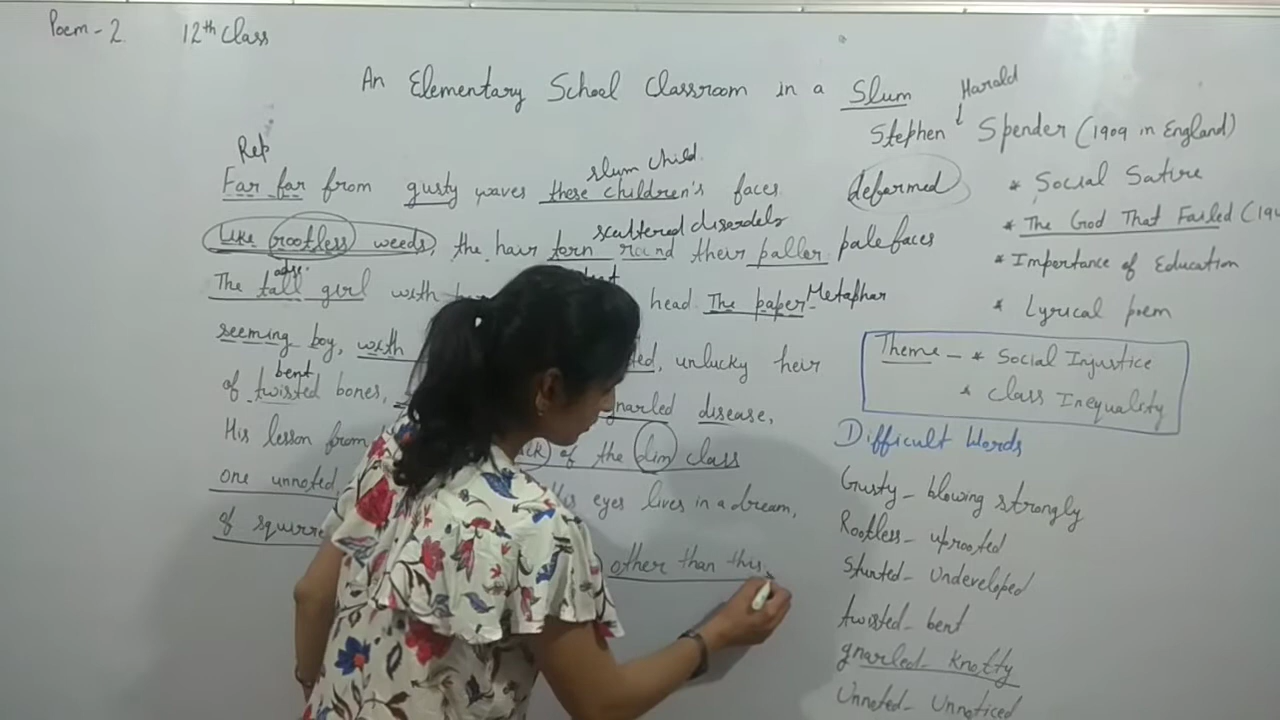 Poem - 2 12th Class
An Elementary School Classroom in a Slum
Harold
Stephen ↓ Spender (1909 in England)
Rep
slum child
Far far from gusty waves these children's faces
deformed
scattered disorderly
Like rootless weeds, the hair torn round their pallor pale faces
adje.
The tall girl with head. The paper- Metaphor
seeming boy, with unlucky heir
bent
of twisted bones, gnarled disease,
His lesson from of the dim class
one unnoted, His eyes lives in a dream,
of squirre
other than this.
* Social Satire
* The God That Failed (19
* Importance of Education
* Lyrical poem
Theme - * Social Injustice
* Class Inequality
Difficult Words
Gusty - blowing strongly
Rootless - uprooted
Stunted - Undeveloped
twisted - bent
gnarled - Knotty
Unnoted - Unnoticed